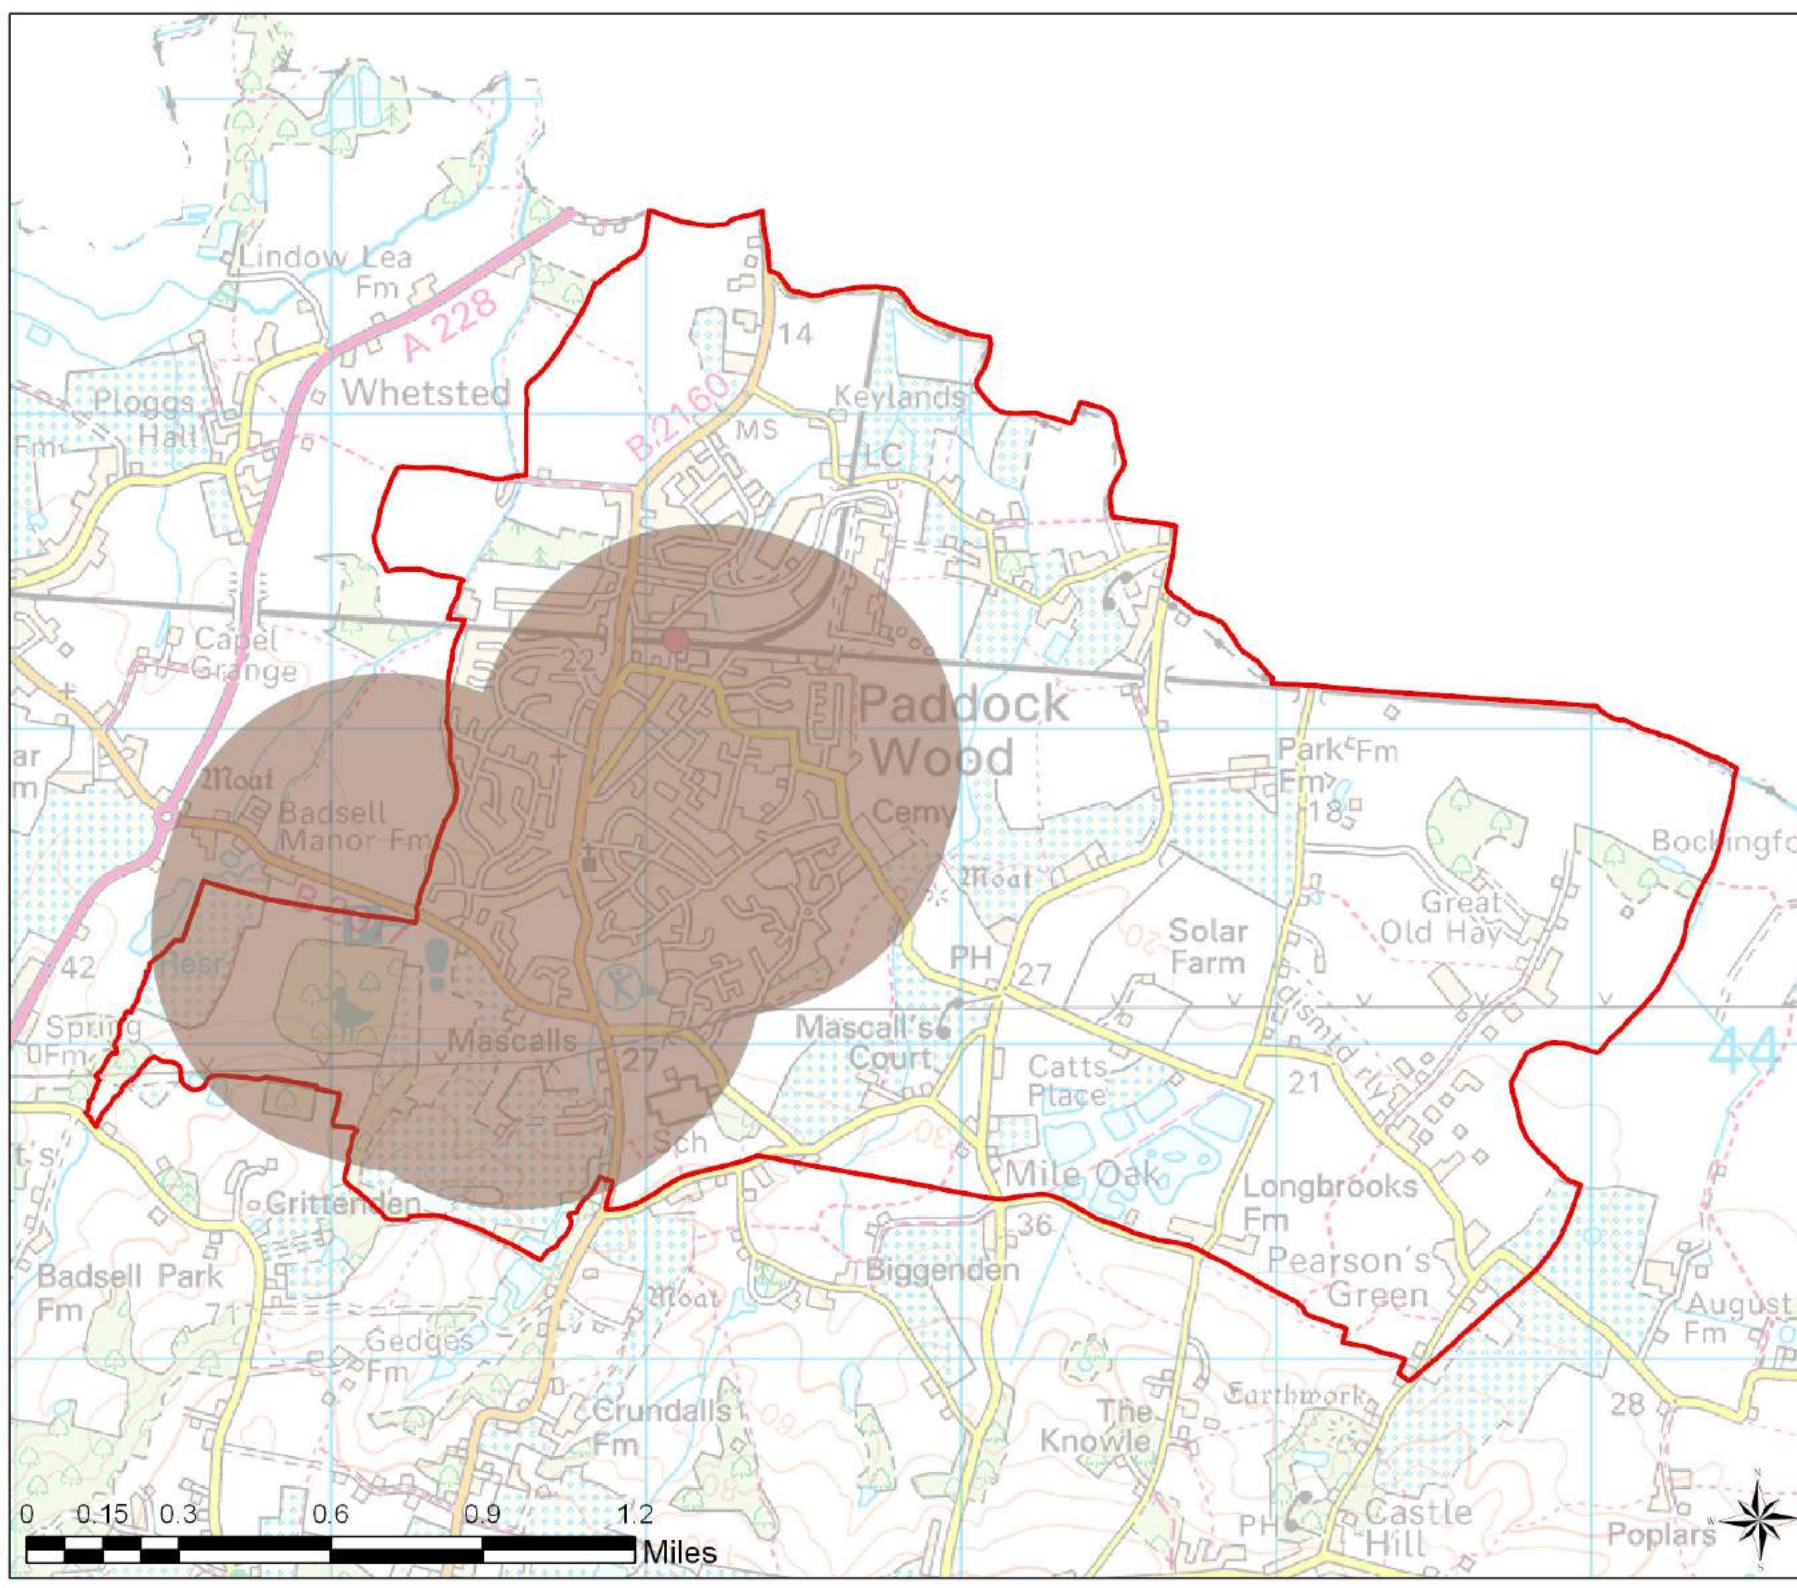 Lindow Lea
Fm
A 228
14
Whetsted
Ploggs
Hall
Fm
Keylands
B 2160
MS
LC
Capel
Grange
22
Paddock
Wood
ar
m
Moat
Badsell
Manor Fm
Cemy
Park Fm
Fm
18
Bockingfo
Moat
Great
Old Hay
Solar
Farm
20
PH
27
42
Resr
Spring
Fm
Mascalls
27
Mascall's
Court
dismtd rly
Catts
Place
21
44
30
t's
Sch
Mile Oak
Crittenden
Longbrooks
Fm
36
Pearson's
Green
Badsell Park
Fm
71
Biggenden
Moat
August
Fm
Gedges
Fm
Earthwork
28
Crundalls
Fm
The
Knowle
PH
Castle
Hill
Poplars
0 0.15 0.3 0.6 0.9 1.2
Miles
N
W
S